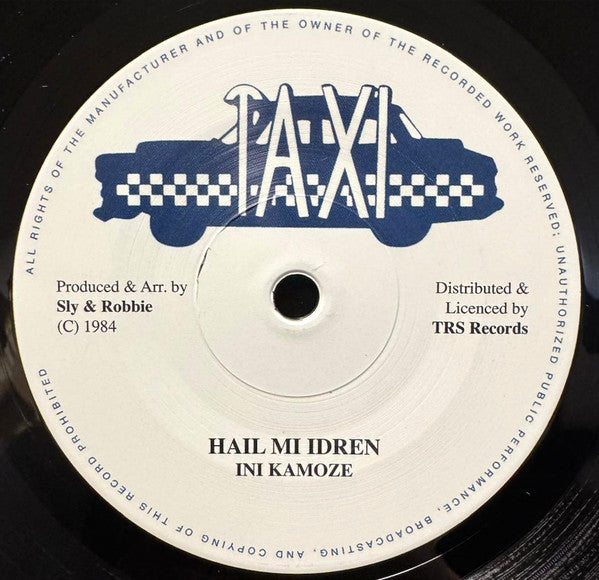 ALL RIGHTS OF THE MANUFACTURER AND OF THE OWNER OF THE RECORDED WORK RESERVED; UNAUTHORIZED PUBLIC PERFORMANCE, BROADCASTING, AND COPYING OF THIS RECORD PROHIBITED
TAXI
Produced & Arr. by
Sly & Robbie
(C) 1984
Distributed &
Licenced by
TRS Records
HAIL MI IDREN
INI KAMOZE